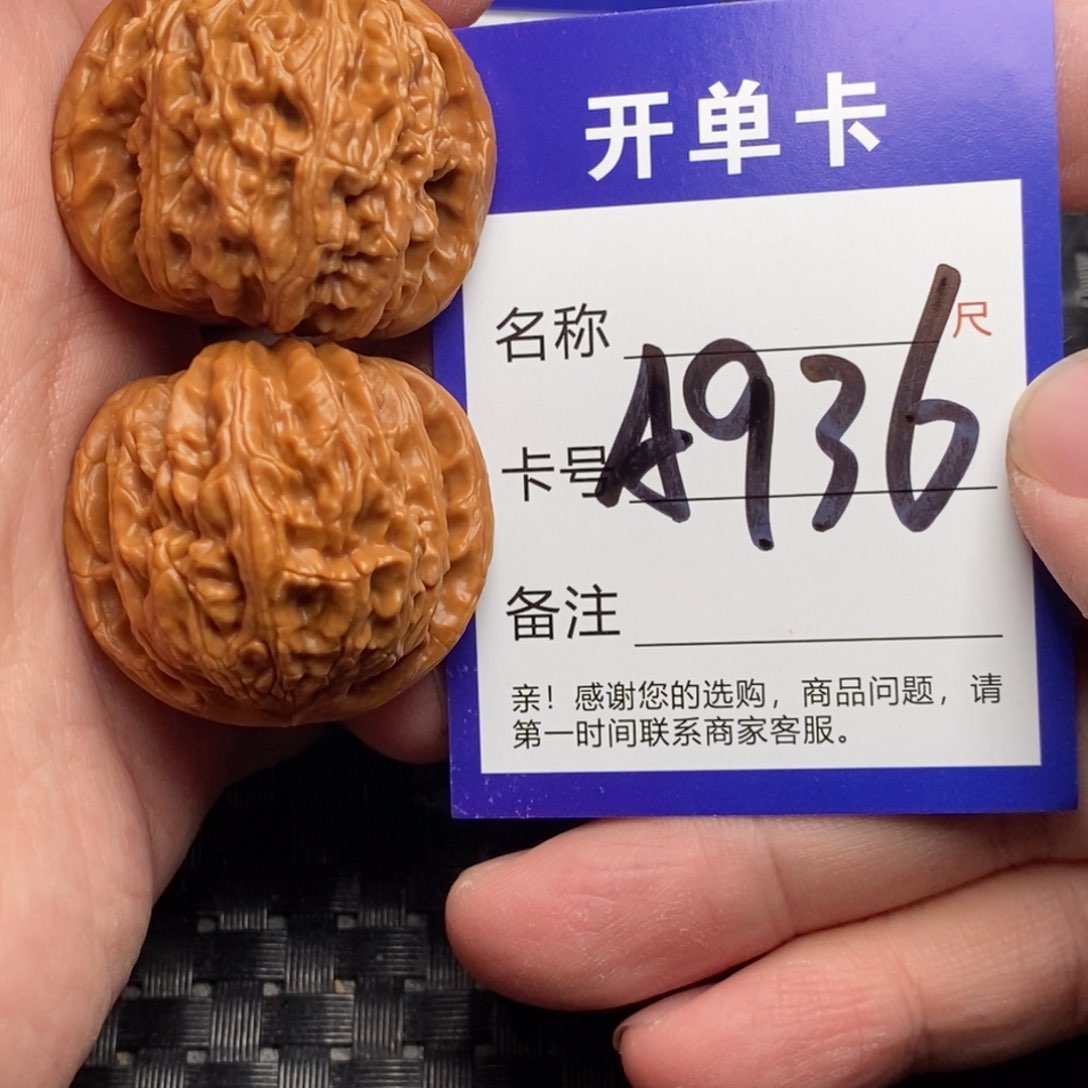 开单卡
名称 尺
卡号 A936
备注
亲！感谢您的选购，商品问题，请
第一时间联系商家客服。